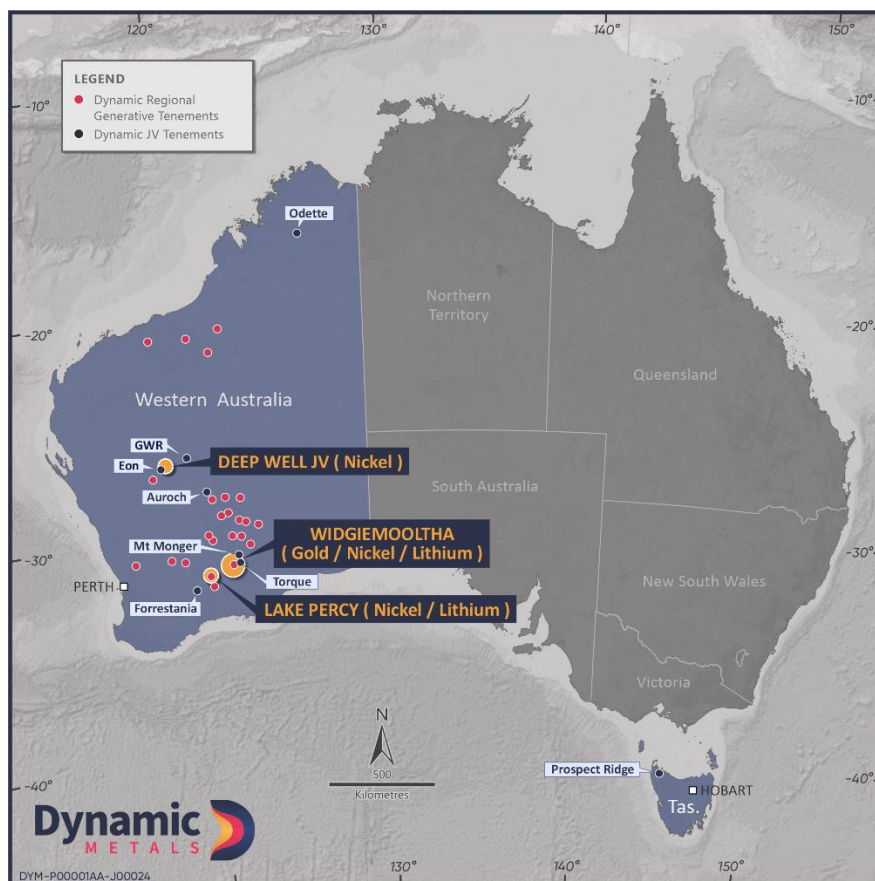 120°
130°
140°
150°
LEGEND
Dynamic Regional
Generative Tenements
Dynamic JV Tenements
-10°
-10°
Odette
Northern
Territory
-20°
-20°
Queensland
Western Australia
GWR
DEEP WELL JV ( Nickel )
Eon
Auroch
South Australia
WIDGIEMOOLTHA
( Gold / Nickel / Lithium )
Mt Monger
-30°
-30°
Torque
PERTH
New South Wales
Forrestania
LAKE PERCY ( Nickel / Lithium )
Victoria
N
500
Kilometres
Prospect Ridge
-40°
-40°
HOBART
Tas.
Dynamic
METALS
DYM-P00001AA-J00024
120°
130°
140°
150°